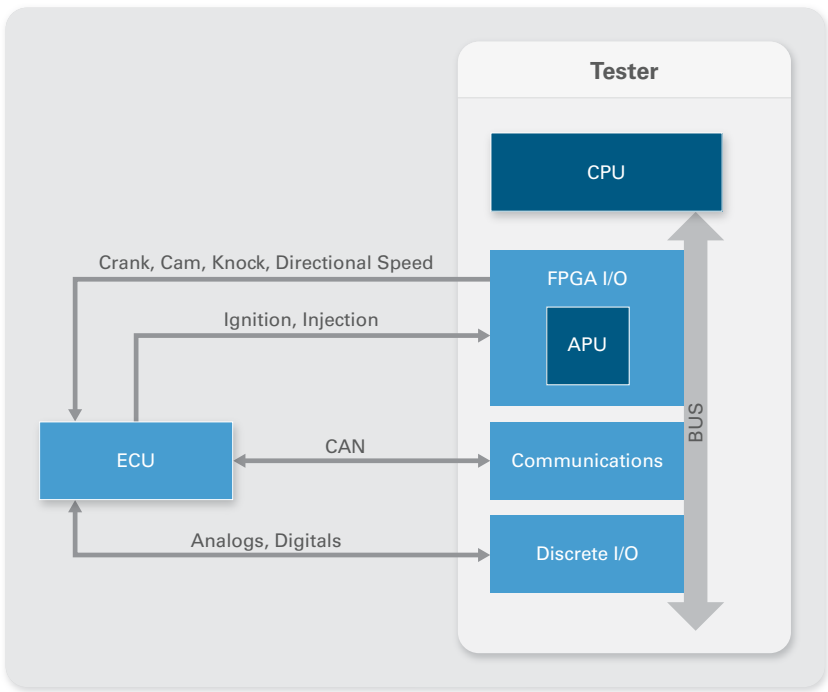 Tester
CPU
Crank, Cam, Knock, Directional Speed
FPGA I/O
Ignition, Injection
APU
BUS
CAN
ECU
Communications
Analogs, Digitals
Discrete I/O